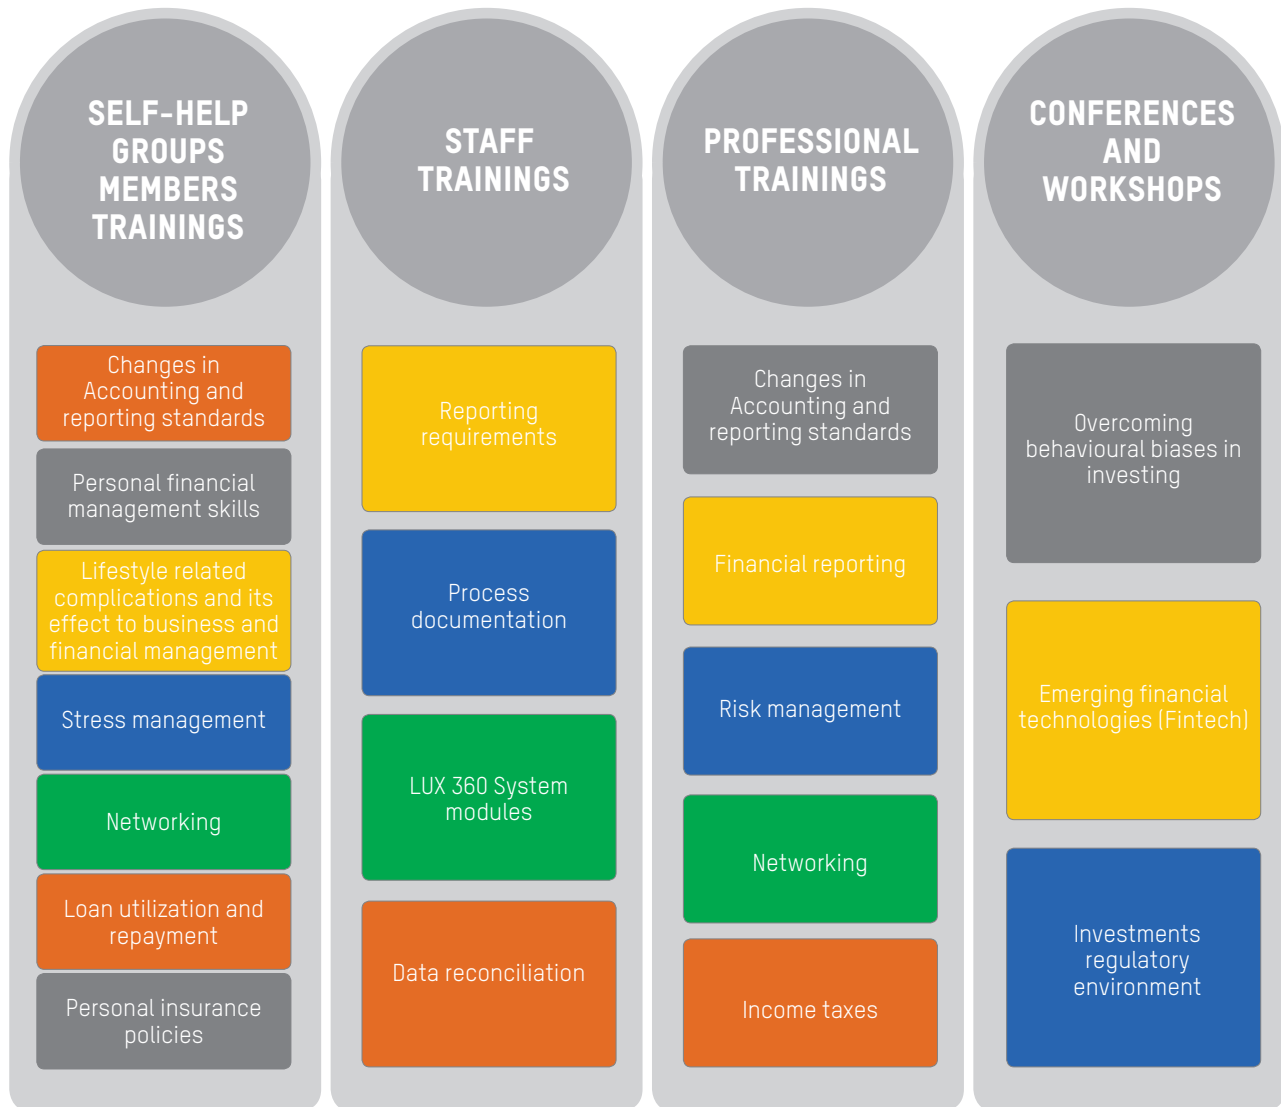 SELF-HELP
GROUPS
MEMBERS
TRAININGS
Changes in
Accounting and
reporting standards
Personal financial
management skills
Lifestyle related
complications and its
effect to business and
financial management
Stress management
Networking
Loan utilization and
repayment
Personal insurance
policies
STAFF
TRAININGS
Reporting
requirements
Process
documentation
LUX 360 System
modules
Data reconciliation
PROFESSIONAL
TRAININGS
Changes in
Accounting and
reporting standards
Financial reporting
Risk management
Networking
Income taxes
CONFERENCES
AND
WORKSHOPS
Overcoming
behavioural biases in
investing
Emerging financial
technologies (Fintech)
Investments
regulatory
environment